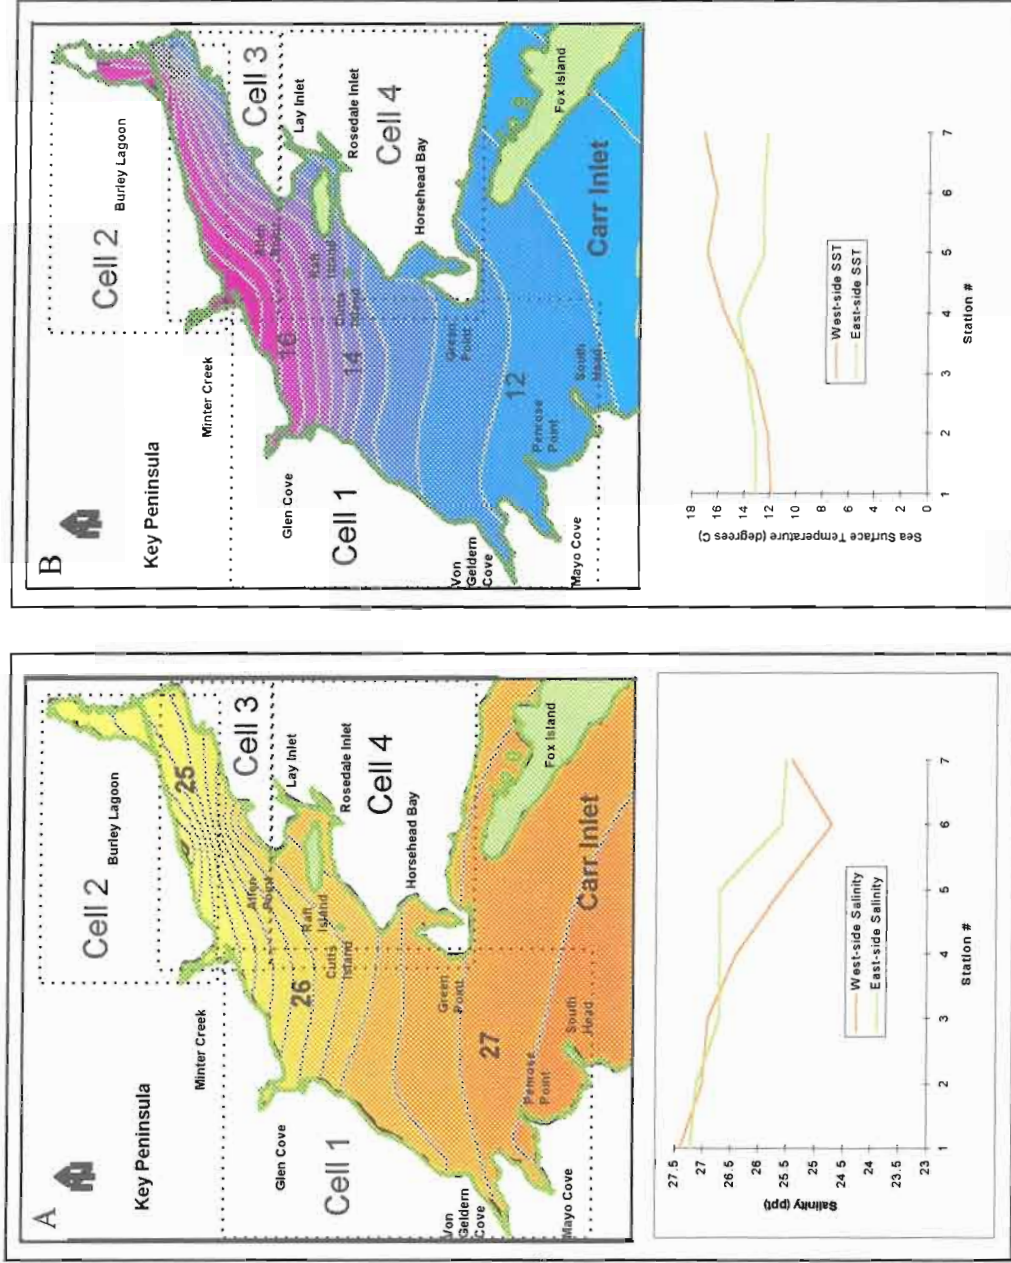 B
Key Peninsula
Minter Creek
Cell 2
Burley Lagoon
Cell 3
Lay Inlet
Rosedale Inlet
Cell 4
Horsehead Bay
Fox Island
Carr Inlet
Glen Cove
Cell 1
Von
Geldern
Cove
Mayo Cove
Penrose
Point
South
Head
Green
Point
Cutts
Island
Raft
Island
Allen
Point
16
14
12
Sea Surface Temperature (degrees C)
18
16
14
12
10
8
6
4
2
0
1
2
3
4
5
6
7
Station #
West-side SST
East-side SST
A
Key Peninsula
Minter Creek
Cell 2
Burley Lagoon
Cell 3
Lay Inlet
Rosedale Inlet
Cell 4
Horsehead Bay
Fox Island
Carr Inlet
Glen Cove
Cell 1
Von
Geldern
Cove
Mayo Cove
Penrose
Point
South
Head
Green
Point
Cutts
Island
Raft
Island
Allen
Point
25
26
27
Salinity (ppt)
27.5
27
26.5
26
25.5
25
24.5
24
23.5
23
1
2
3
4
5
6
7
Station #
West-side Salinity
East-side Salinity